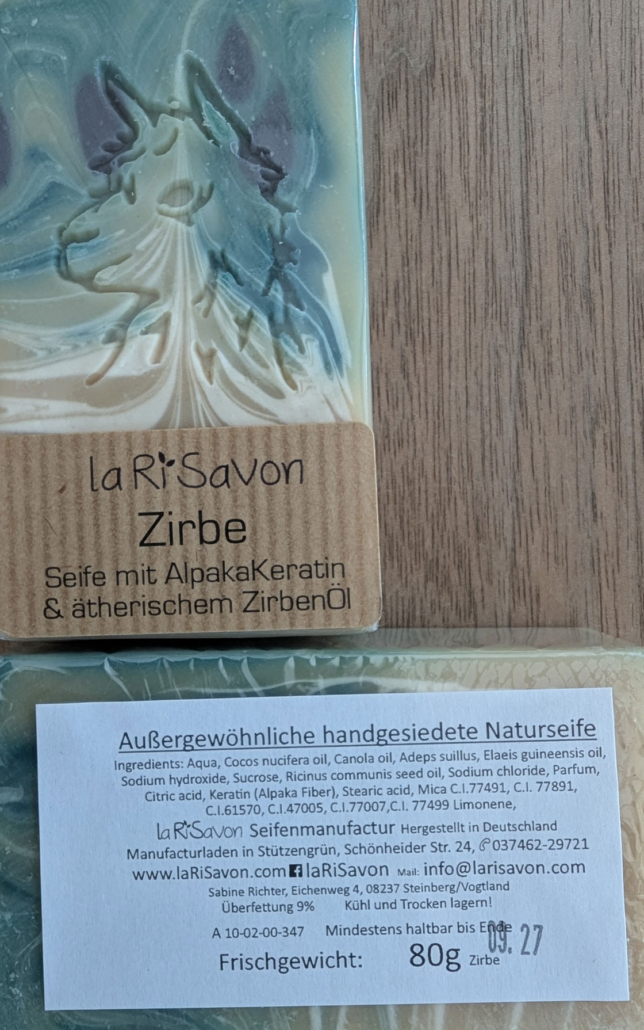 laRiSavon
Zirbe
Seife mit AlpakaKeratin
& ätherischem ZirbenÖl
Außergewöhnliche handgesiedete Naturseife
Ingredients: Aqua, Cocos nucifera oil, Canola oil, Adeps suillus, Elaeis guineensis oil,
Sodium hydroxide, Sucrose, Ricinus communis seed oil, Sodium chloride, Parfum,
Citric acid, Keratin (Alpaka Fiber), Stearic acid, Mica C.I.77491, C.I. 77891,
C.I.61570, C.I.47005, C.I.77007,C.I. 77499 Limonene,
laRiSavon Seifenmanufactur Hergestellt in Deutschland
Manufacturladen in Stützengrün, Schönheider Str. 24, ✆037462-29721
www.laRiSavon.com f laRiSavon Mail: info@larisavon.com
Sabine Richter, Eichenweg 4, 08237 Steinberg/Vogtland
Überfettung 9% Kühl und Trocken lagern!
A 10-02-00-347 Mindestens haltbar bis Ende 09. 27
Frischgewicht: 80g Zirbe